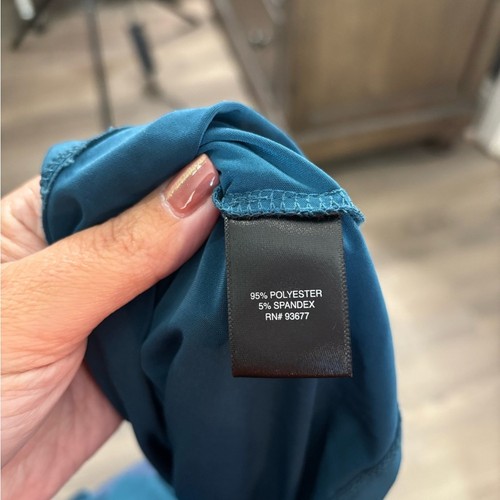 95% POLYESTER
5% SPANDEX
RN# 93677